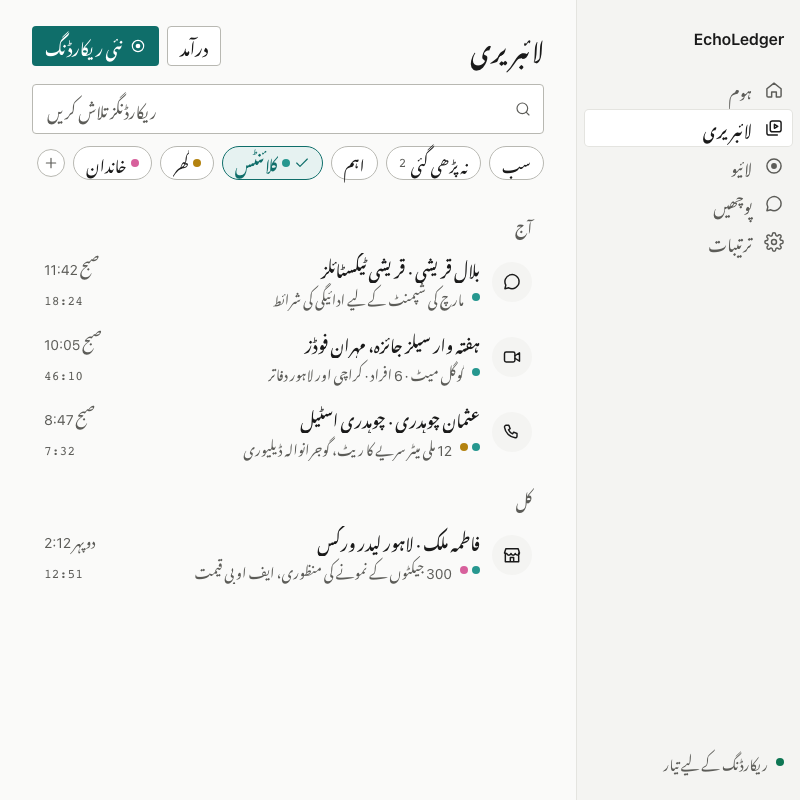 EchoLedger
ہوم
لائبریری
لائیو
پوچھیں
ترتیبات
ریکارڈنگ کے لیے تیار
لائبریری
درآمد
نئی ریکارڈنگ
ریکارڈنگز تلاش کریں
سب
نہ پڑھی گئی 2
اہم
کلائنٹس
گھر
خاندان
آج
بلال قریشی · قریشی ٹیکسٹائلز
صبح 11:42
مارچ کی شپمنٹ کے لیے ادائیگی کی شرائط
18:24
ہفتہ وار سیلز جائزہ، مہران فوڈز
صبح 10:05
گوگل میٹ · 6 افراد · کراچی اور لاہور دفاتر
46:10
عثمان چوہدری · چوہدری اسٹیل
صبح 8:47
12 ملی میٹر سریے کا ریٹ، گوجرانوالہ ڈیلیوری
7:32
کل
فاطمہ ملک · لاہور لیدر ورکس
دوپہر 2:12
300 جیکٹوں کے نمونے کی منظوری، ایف او بی قیمت
12:51